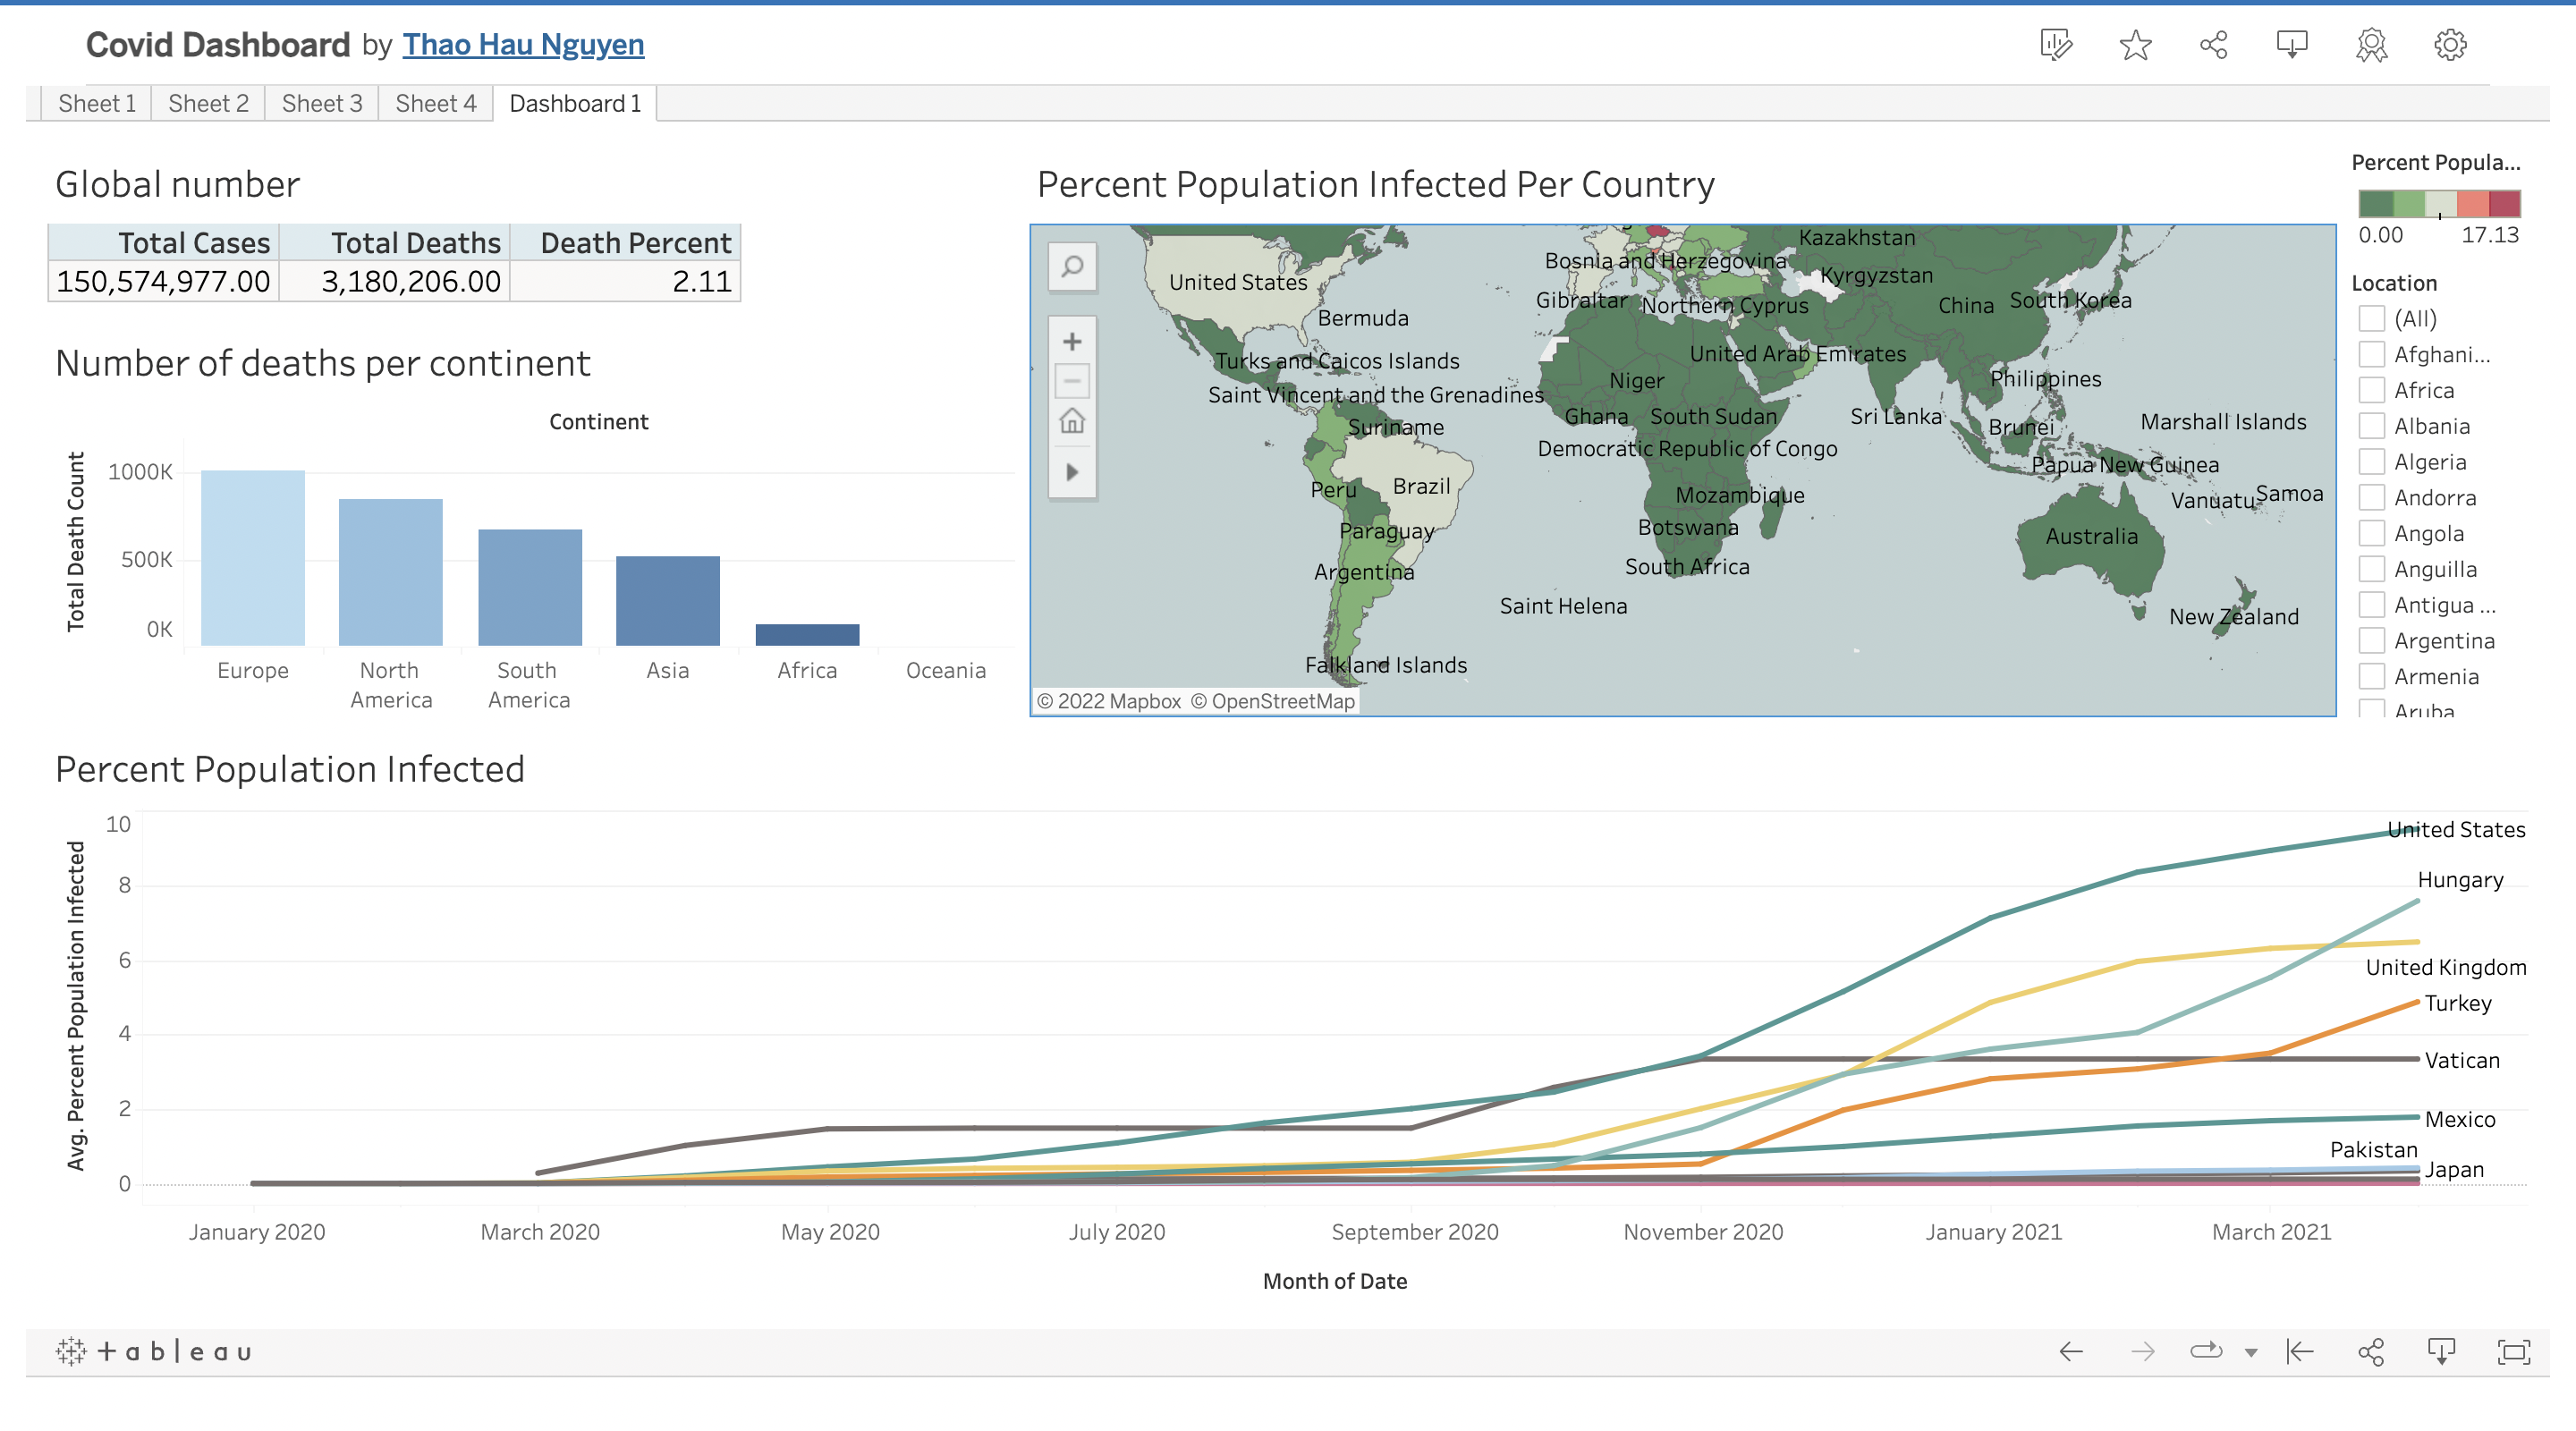 Covid Dashboard by Thao Hau Nguyen
Sheet 1 Sheet 2 Sheet 3 Sheet 4 Dashboard 1
Global number
Total Cases Total Deaths Death Percent
150,574,977.00 3,180,206.00 2.11
Number of deaths per continent
Continent
Total Death Count
1000K
500K
0K
Europe North America South America Asia Africa Oceania
Percent Population Infected Per Country
Kazakhstan
Bosnia and Herzegovina
Kyrgyzstan
United States
Gibraltar
Northern Cyprus
China
South Korea
Bermuda
Turks and Caicos Islands
United Arab Emirates
Niger
Philippines
Saint Vincent and the Grenadines
Ghana
South Sudan
Sri Lanka
Marshall Islands
Suriname
Brunei
Democratic Republic of Congo
Papua New Guinea
Peru
Brazil
Mozambique
Vanuatu
Samoa
Paraguay
Botswana
Australia
Argentina
South Africa
Saint Helena
New Zealand
Falkland Islands
© 2022 Mapbox © OpenStreetMap
Percent Popula...
0.00 17.13
Location
(All)
Afghani...
Africa
Albania
Algeria
Andorra
Angola
Anguilla
Antigua ...
Argentina
Armenia
Aruba
Percent Population Infected
Avg. Percent Population Infected
10
8
6
4
2
0
United States
Hungary
United Kingdom
Turkey
Vatican
Mexico
Pakistan
Japan
January 2020 March 2020 May 2020 July 2020 September 2020 November 2020 January 2021 March 2021
Month of Date
+ableau